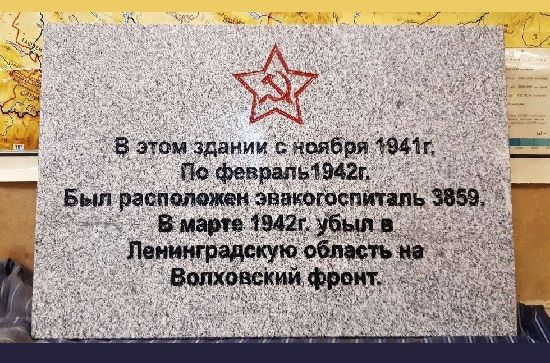 В этом здании с ноября 1941г.
По февраль1942г.
Был расположен эвакогоспиталь 3859.
В марте 1942г. убыл в
Ленинградскую область на
Волховский фронт.